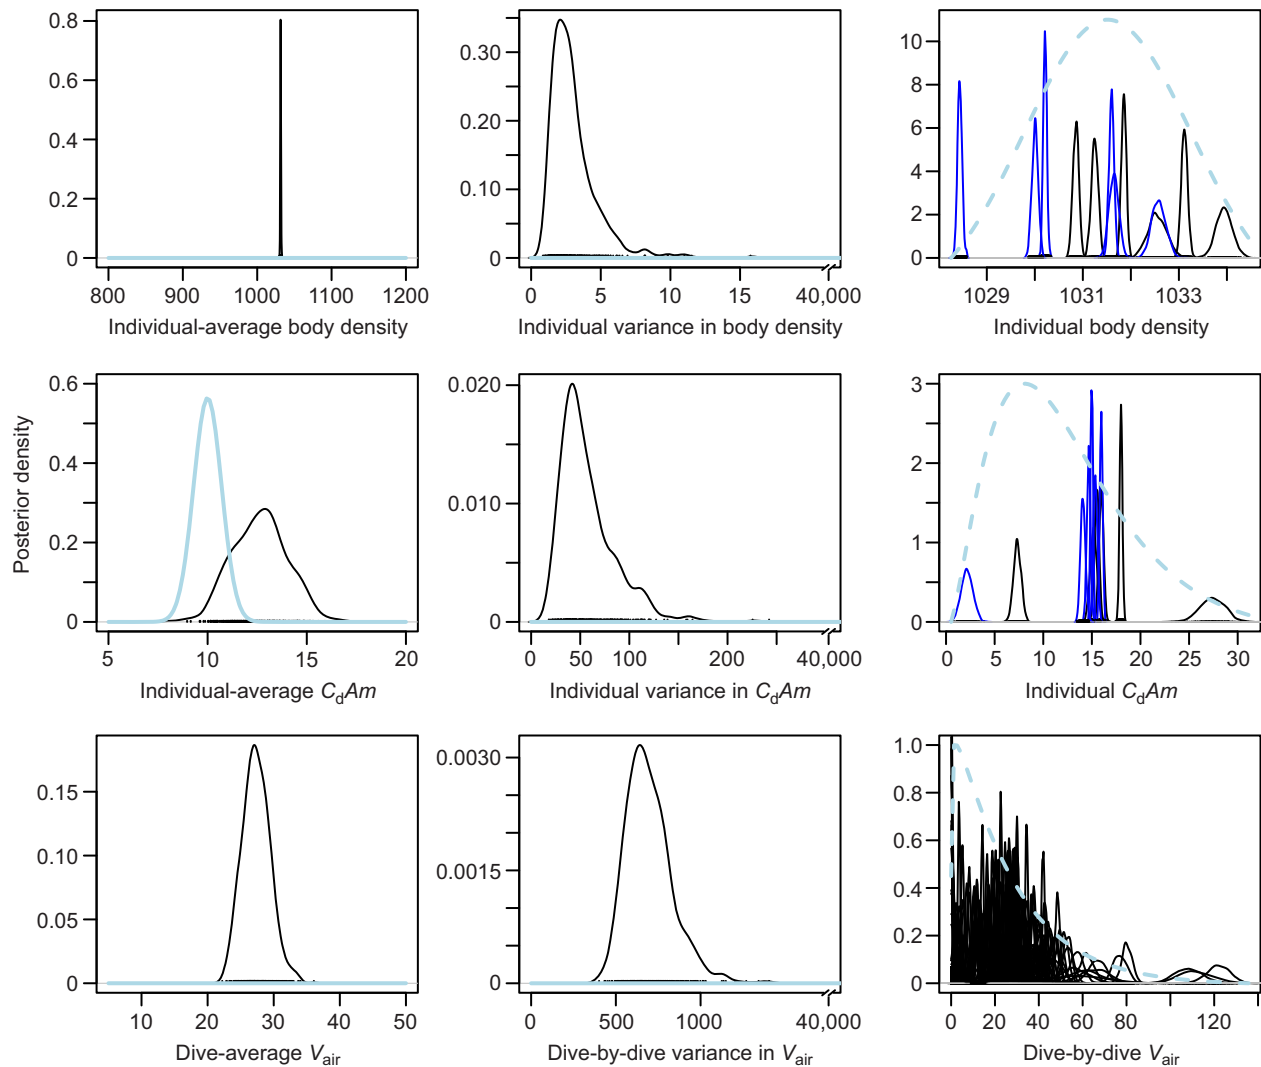 0.8
0.6
0.4
0.2
0
800 900 1000 1100 1200
Individual-average body density
0.30
0.20
0.10
0
0 5 10 15 40,000
Individual variance in body density
10
8
6
4
2
0
1029 1031 1033
Individual body density
Posterior density
0.6
0.4
0.2
0
5 10 15 20
Individual-average CdAm
0.020
0.010
0
0 50 100 200 40,000
Individual variance in CdAm
3
2
1
0
0 5 10 15 20 25 30
Individual CdAm
0.15
0.10
0.05
0
10 20 30 40 50
Dive-average Vair
0.0030
0.0015
0
0 500 1000 40,000
Dive-by-dive variance in Vair
1.0
0.8
0.6
0.4
0.2
0
0 20 40 60 80 120
Dive-by-dive Vair